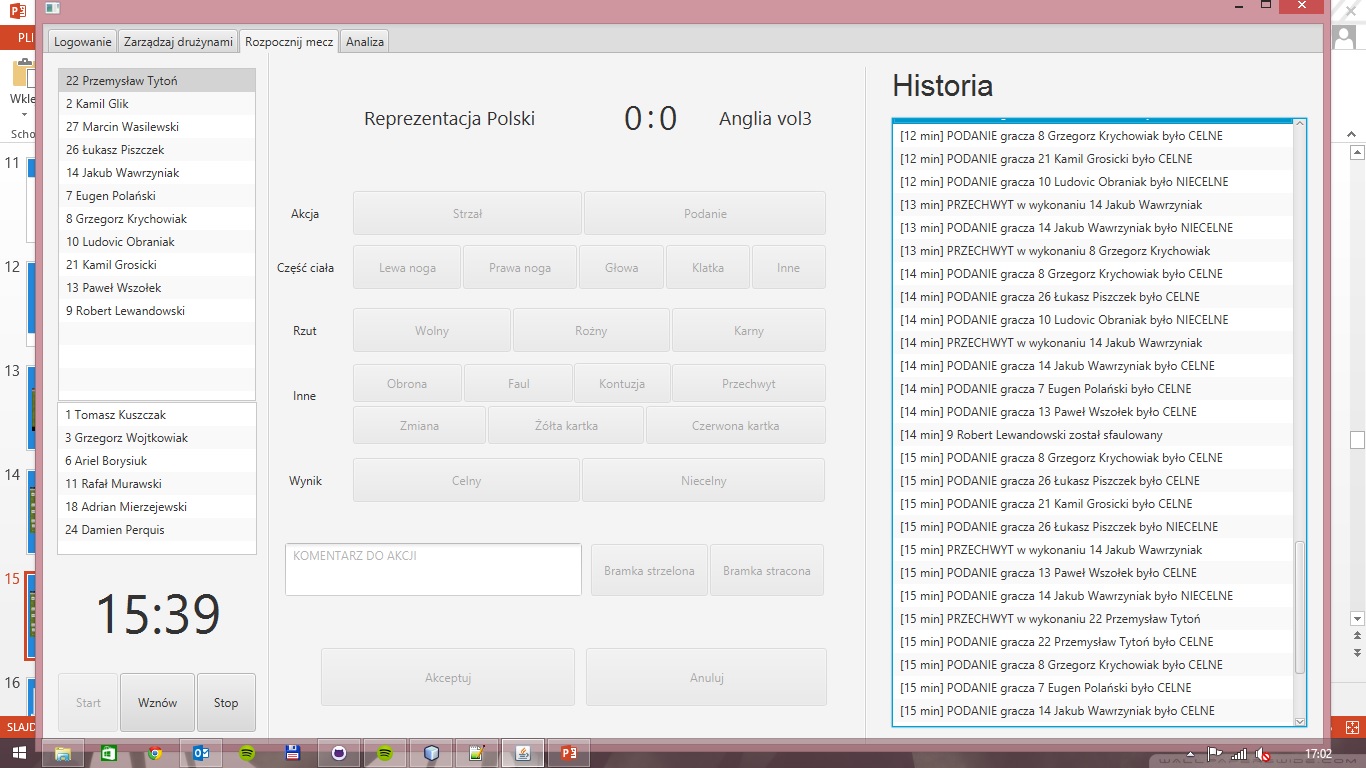 PLI
Wkle
Scho
11
12
13
14
15
16
SLAJD
Logowanie
Zarządzaj drużynami
Rozpocznij mecz
Analiza
22 Przemysław Tytoń
2 Kamil Glik
27 Marcin Wasilewski
26 Łukasz Piszczek
14 Jakub Wawrzyniak
7 Eugen Polański
8 Grzegorz Krychowiak
10 Ludovic Obraniak
21 Kamil Grosicki
13 Paweł Wszołek
9 Robert Lewandowski
1 Tomasz Kuszczak
3 Grzegorz Wojtkowiak
6 Ariel Borysiuk
11 Rafał Murawski
18 Adrian Mierzejewski
24 Damien Perquis
15:39
Start
Wznów
Stop
Reprezentacja Polski
0:0
Anglia vol3
Akcja
Strzał
Podanie
Część ciała
Lewa noga
Prawa noga
Głowa
Klatka
Inne
Rzut
Wolny
Rożny
Karny
Inne
Obrona
Faul
Kontuzja
Przechwyt
Zmiana
Żółta kartka
Czerwona kartka
Wynik
Celny
Niecelny
KOMENTARZ DO AKCJI
Bramka strzelona
Bramka stracona
Akceptuj
Anuluj
Historia
[12 min] PODANIE gracza 8 Grzegorz Krychowiak było CELNE
[12 min] PODANIE gracza 21 Kamil Grosicki było CELNE
[12 min] PODANIE gracza 10 Ludovic Obraniak było NIECELNE
[13 min] PRZECHWYT w wykonaniu 14 Jakub Wawrzyniak
[13 min] PODANIE gracza 14 Jakub Wawrzyniak było NIECELNE
[13 min] PRZECHWYT w wykonaniu 8 Grzegorz Krychowiak
[14 min] PODANIE gracza 8 Grzegorz Krychowiak było CELNE
[14 min] PODANIE gracza 26 Łukasz Piszczek było CELNE
[14 min] PODANIE gracza 10 Ludovic Obraniak było NIECELNE
[14 min] PRZECHWYT w wykonaniu 14 Jakub Wawrzyniak
[14 min] PODANIE gracza 14 Jakub Wawrzyniak było CELNE
[14 min] PODANIE gracza 7 Eugen Polański było CELNE
[14 min] PODANIE gracza 13 Paweł Wszołek było CELNE
[14 min] 9 Robert Lewandowski został sfaulowany
[15 min] PODANIE gracza 8 Grzegorz Krychowiak było CELNE
[15 min] PODANIE gracza 26 Łukasz Piszczek było CELNE
[15 min] PODANIE gracza 21 Kamil Grosicki było CELNE
[15 min] PODANIE gracza 26 Łukasz Piszczek było NIECELNE
[15 min] PRZECHWYT w wykonaniu 14 Jakub Wawrzyniak
[15 min] PODANIE gracza 13 Paweł Wszołek było CELNE
[15 min] PODANIE gracza 14 Jakub Wawrzyniak było NIECELNE
[15 min] PRZECHWYT w wykonaniu 22 Przemysław Tytoń
[15 min] PODANIE gracza 22 Przemysław Tytoń było CELNE
[15 min] PODANIE gracza 8 Grzegorz Krychowiak było CELNE
[15 min] PODANIE gracza 7 Eugen Polański było CELNE
[15 min] PODANIE gracza 14 Jakub Wawrzyniak było CELNE
17:02